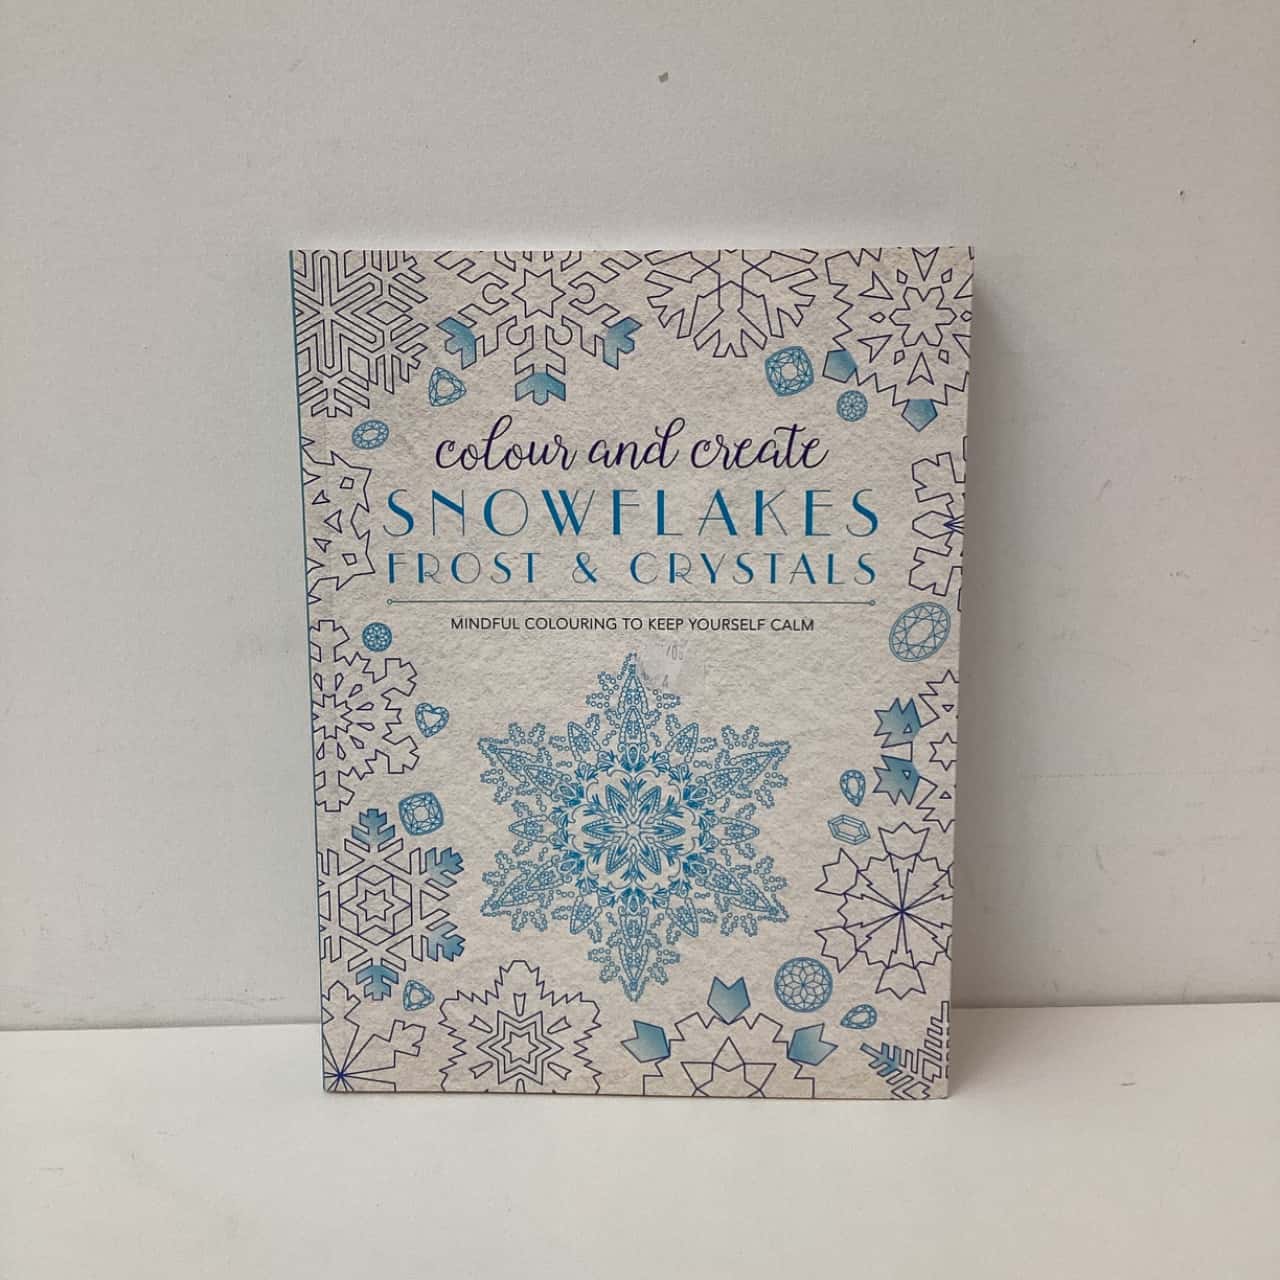 colour and create
SNOWFLAKES
FROST & CRYSTALS
MINDFUL COLOURING TO KEEP YOURSELF CALM